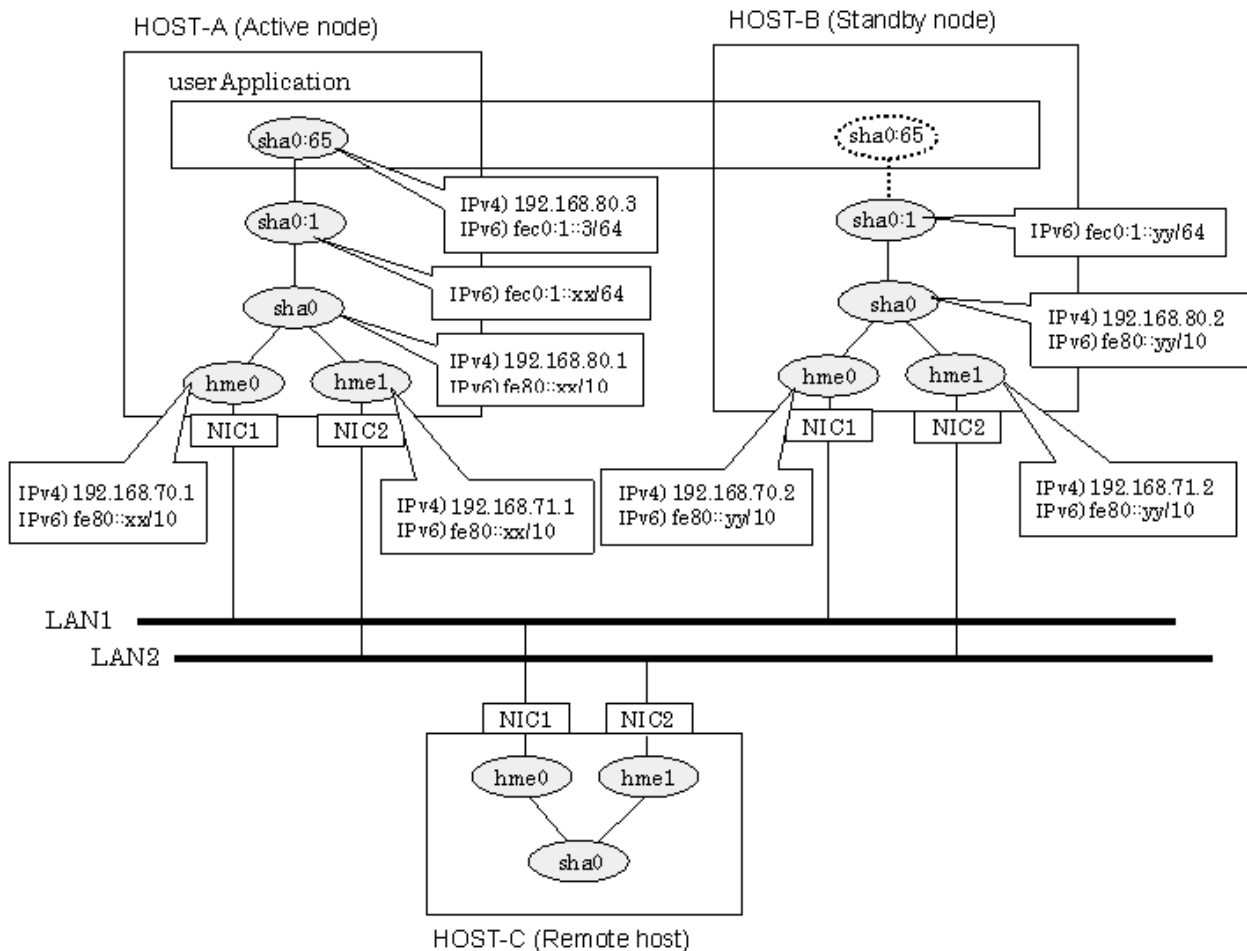 HOST-A (Active node)
HOST-B (Standby node)
userApplication
sha0:65
sha0:65
IPv4) 192.168.80.3
IPv6) fec0:1::3/64
sha0:1
sha0:1
IPv6) fec0:1::yy/64
IPv6) fec0:1::xx/64
sha0
sha0
IPv4) 192.168.80.1
IPv6) fe80::xx/10
IPv4) 192.168.80.2
IPv6) fe80::yy/10
hme0
hme1
hme0
hme1
NIC1
NIC2
NIC1
NIC2
IPv4) 192.168.70.1
IPv6) fe80::xx/10
IPv4) 192.168.71.1
IPv6) fe80::xx/10
IPv4) 192.168.70.2
IPv6) fe80::yy/10
IPv4) 192.168.71.2
IPv6) fe80::yy/10
LAN1
LAN2
NIC1
NIC2
hme0
hme1
sha0
HOST-C (Remote host)